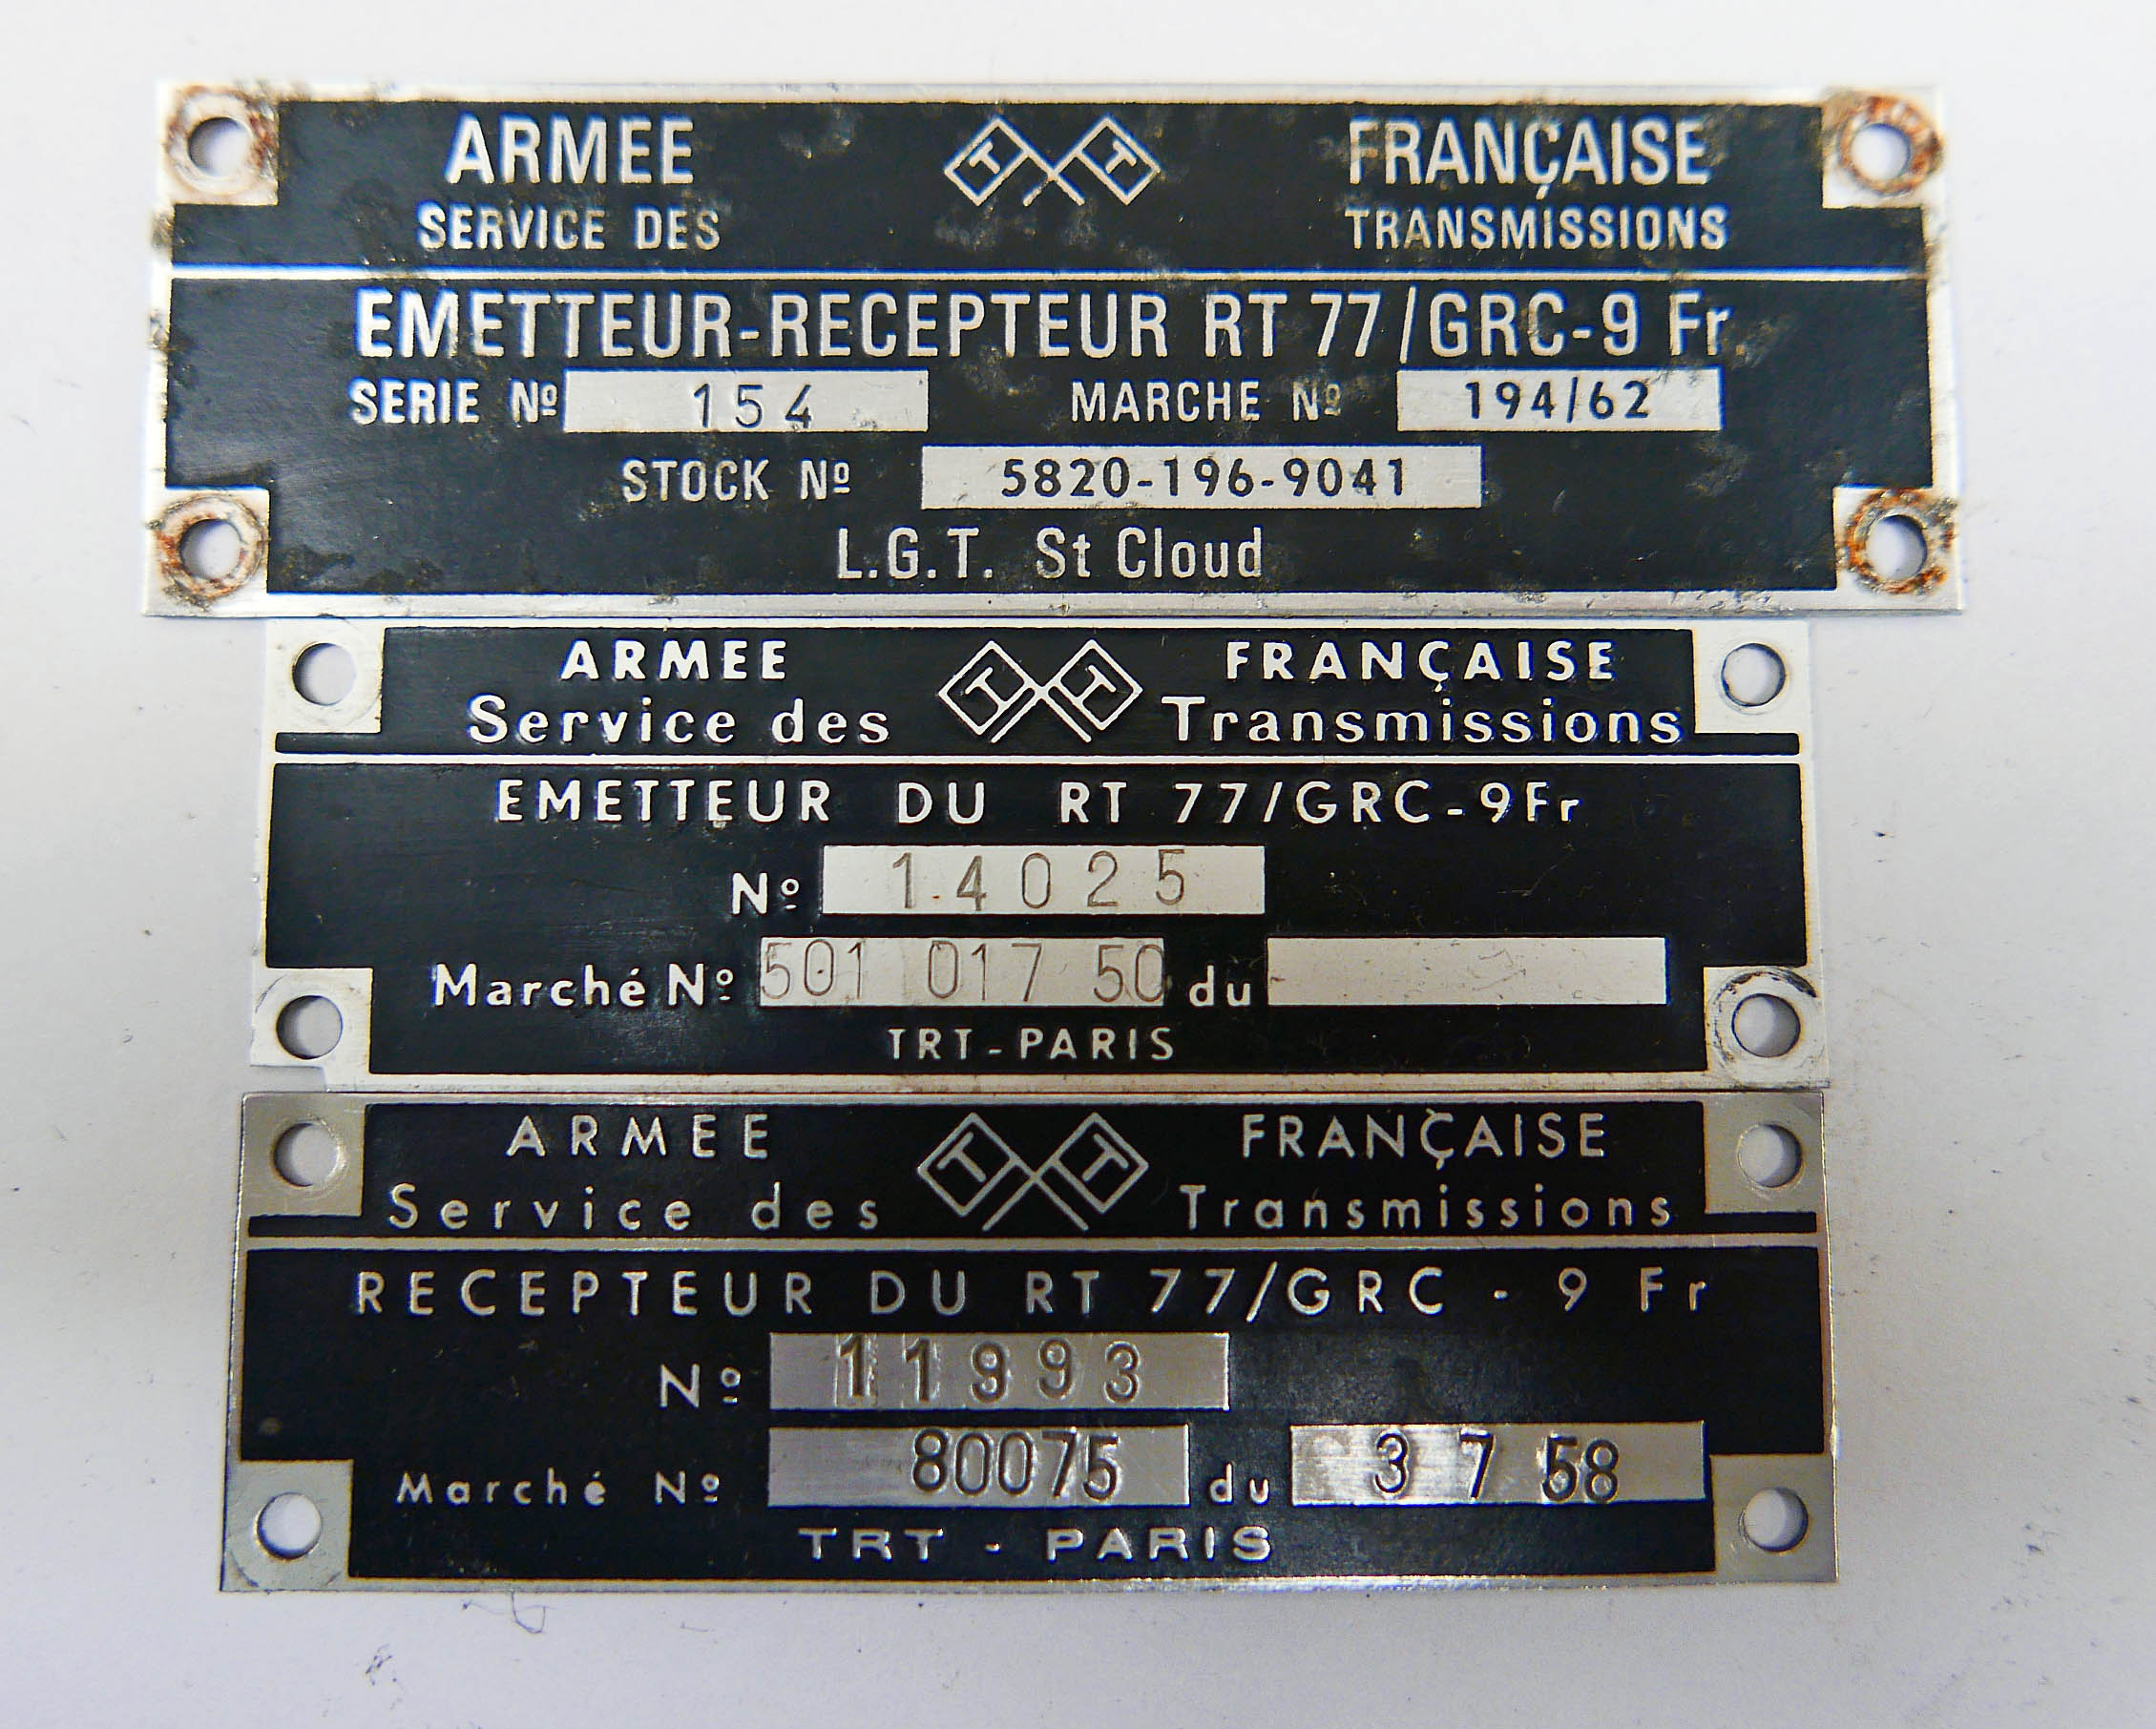 ARMEE TT FRANÇAISE
SERVICE DES TRANSMISSIONS
EMETTEUR-RECEPTEUR RT 77/GRC-9 Fr.
SERIE Nº 154 MARCHE Nº 194/62
STOCK Nº 5820-196-9041
L.G.T. St Cloud
ARMEE TT FRANÇAISE
Service des Transmissions
EMETTEUR DU RT 77/GRC-9Fr
Nº 14025
Marché Nº 501 017 50 du
TRT-PARIS
ARMEE TT FRANÇAISE
Service des Transmissions
RECEPTEUR DU RT 77/GRC - 9 Fr
Nº 11993
Marché Nº 80075 du 3 7 58
TRT - PARIS